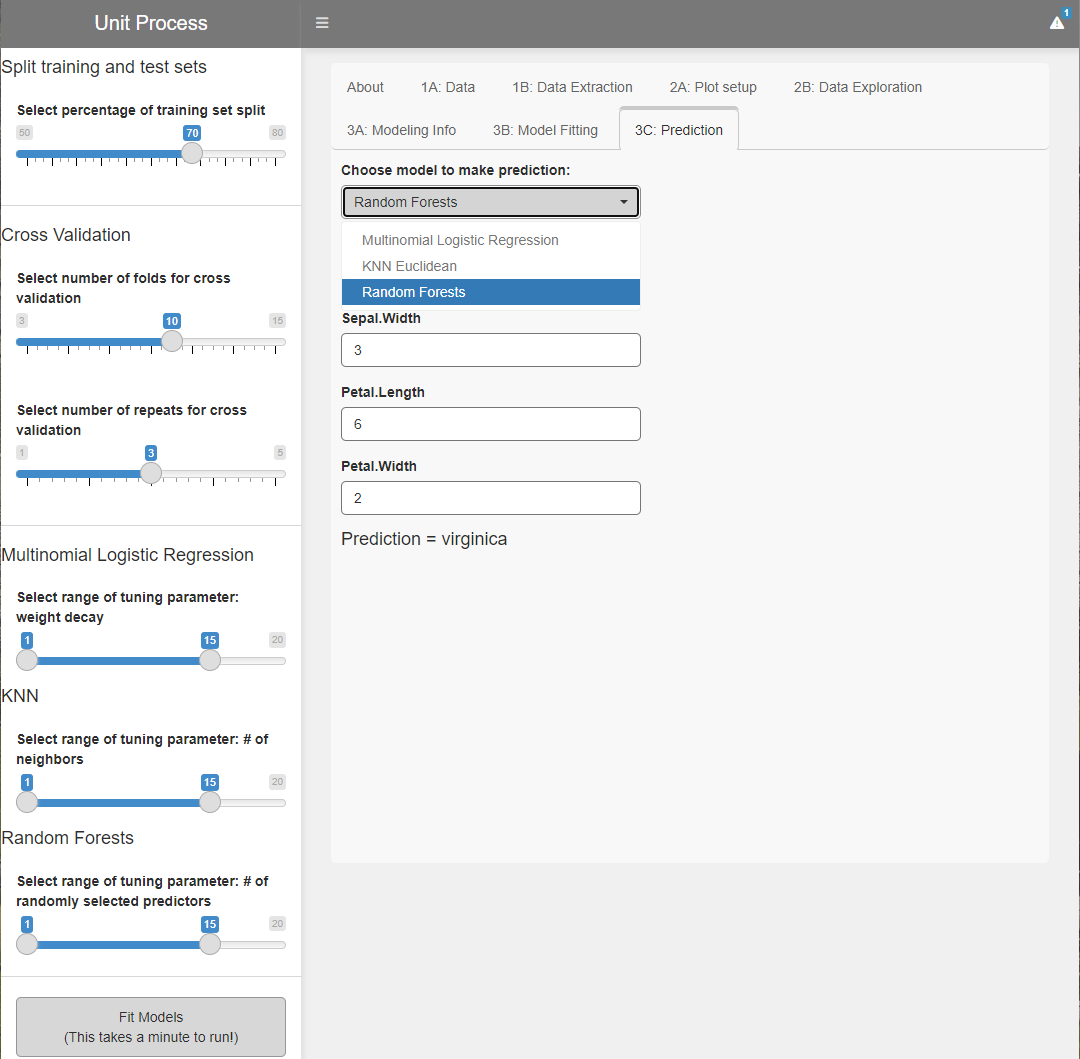 Unit Process
1
Split training and test sets
Select percentage of training set split
50 70 80
Cross Validation
Select number of folds for cross
validation
3 10 15
Select number of repeats for cross
validation
1 3 5
Multinomial Logistic Regression
Select range of tuning parameter:
weight decay
1 15 20
KNN
Select range of tuning parameter: # of
neighbors
1 15 20
Random Forests
Select range of tuning parameter: # of
randomly selected predictors
1 15 20
Fit Models
(This takes a minute to run!)
About 1A: Data 1B: Data Extraction 2A: Plot setup 2B: Data Exploration
3A: Modeling Info 3B: Model Fitting 3C: Prediction
Choose model to make prediction:
Random Forests
Multinomial Logistic Regression
KNN Euclidean
Random Forests
Sepal.Width
3
Petal.Length
6
Petal.Width
2
Prediction = virginica